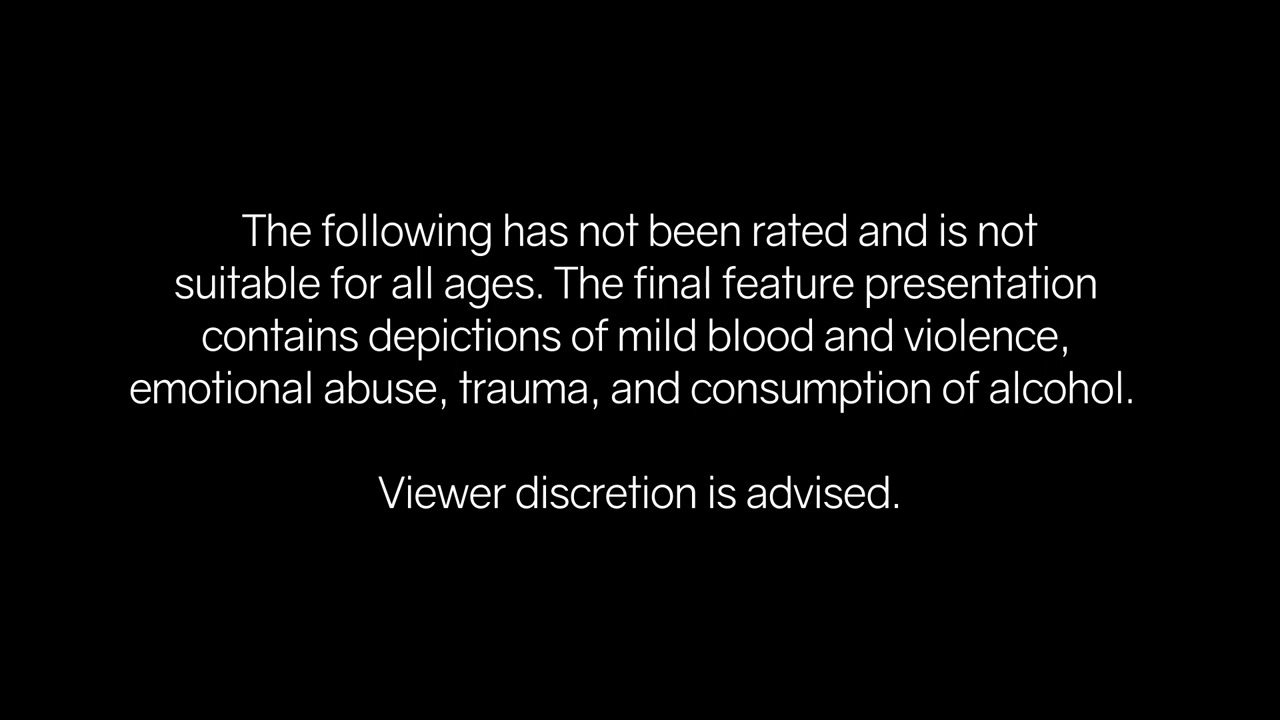 The following has not been rated and is not
suitable for all ages. The final feature presentation
contains depictions of mild blood and violence,
emotional abuse, trauma, and consumption of alcohol.
Viewer discretion is advised.